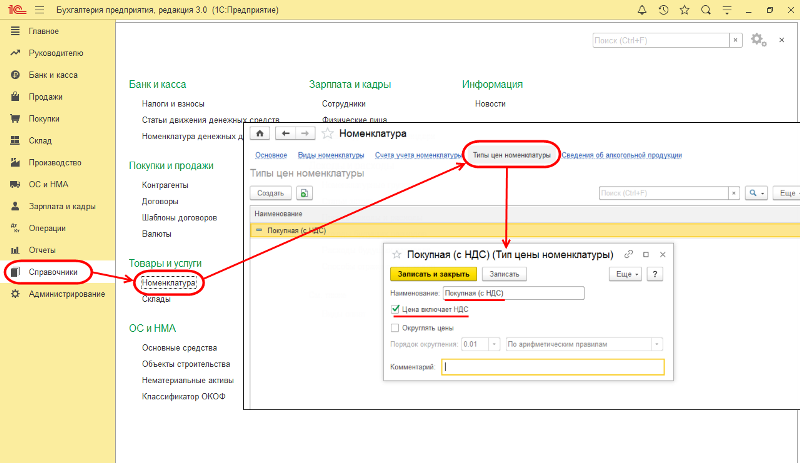 1С Бухгалтерия предприятия, редакция 3.0 (1С:Предприятие)
Главное
Руководителю
Банк и касса
Продажи
Покупки
Склад
Производство
ОС и НМА
Зарплата и кадры
Операции
Отчеты
Справочники
Администрирование
Поиск (Ctrl+F)
Банк и касса
Налоги и взносы
Статьи движения денежных средств
Номенклатура денежных д
Покупки и продажи
Контрагенты
Договоры
Шаблоны договоров
Валюты
Товары и услуги
Номенклатура
Склады
ОС и НМА
Основные средства
Объекты строительства
Нематериальные активы
Классификатор ОКОФ
Зарплата и кадры
Сотрудники
Физические лица
Информация
Новости
Номенклатура
Основное Виды номенклатуры Счета учета номенклатуры Типы цен номенклатуры Сведения об алкогольной продукции
Типы цен номенклатуры
Создать Поиск (Ctrl+F) Еще
Наименование
Покупная (с НДС)
Покупная (с НДС) (Тип цены номенклатуры)
Записать и закрыть Записать Еще ?
Наименование: Покупная (с НДС)
Цена включает НДС
Округлять цены
Порядок округления: 0.01 По арифметическим правилам
Комментарий: